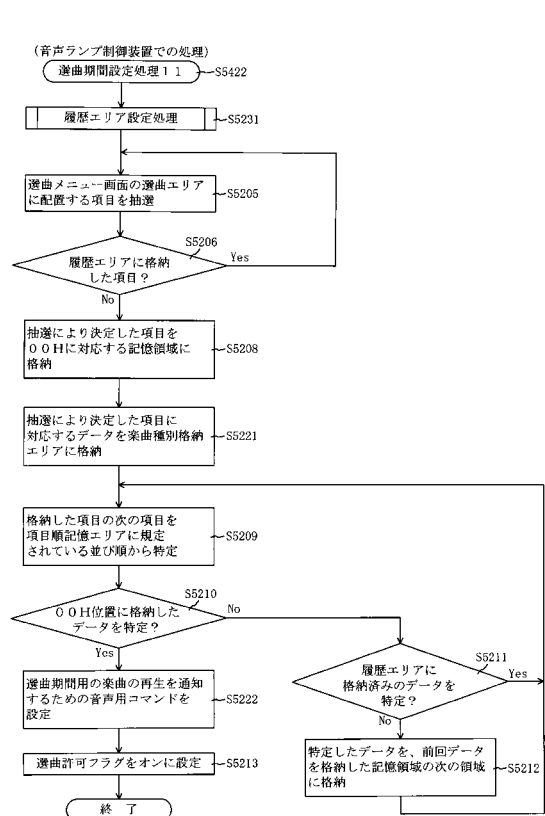 (音声ランプ制御装置での処理)
選曲期間設定処理11
S5422
履歴エリア設定処理
S5231
選曲メニュー画面の選曲エリア
に配置する項目を抽選
S5205
S5206
履歴エリアに格納
した項目?
Yes
No
抽選により決定した項目を
00Hに対応する記憶領域に
格納
S5208
抽選により決定した項目に
対応するデータを楽曲種別格納
エリアに格納
S5221
格納した項目の次の項目を
項目順記憶エリアに規定
されている並び順から特定
S5209
S5210
00H位置に格納した
データを特定?
No
Yes
S5211
履歴エリアに
格納済みのデータを
特定?
Yes
No
選曲期間用の楽曲の再生を通知
するための音声用コマンドを
設定
S5222
特定したデータを、前回データ
を格納した記憶領域の次の領域
に格納
S5212
選曲許可フラグをオンに設定
S5213
終了